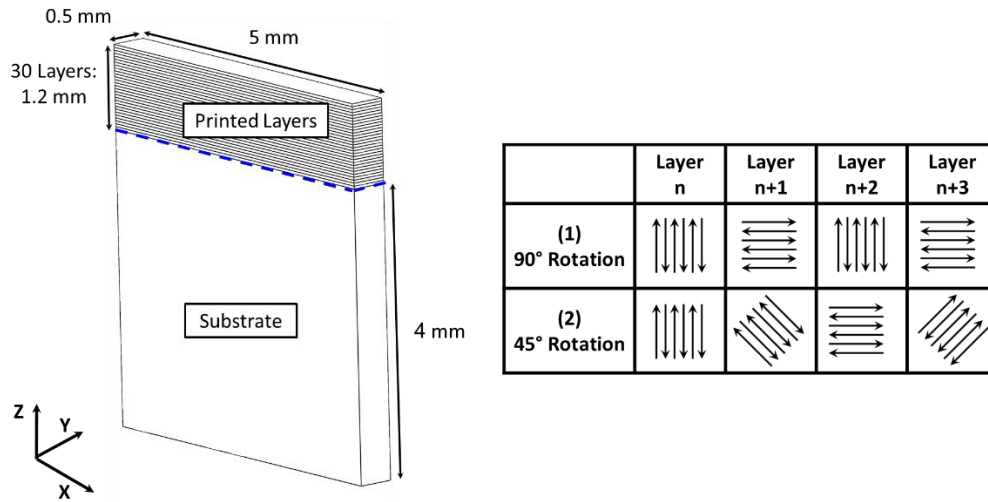 0.5 mm
5 mm
30 Layers:
1.2 mm
Printed Layers
Substrate
4 mm
Z
Y
X
Layer
n
Layer
n+1
Layer
n+2
Layer
n+3
(1)
90° Rotation
(2)
45° Rotation